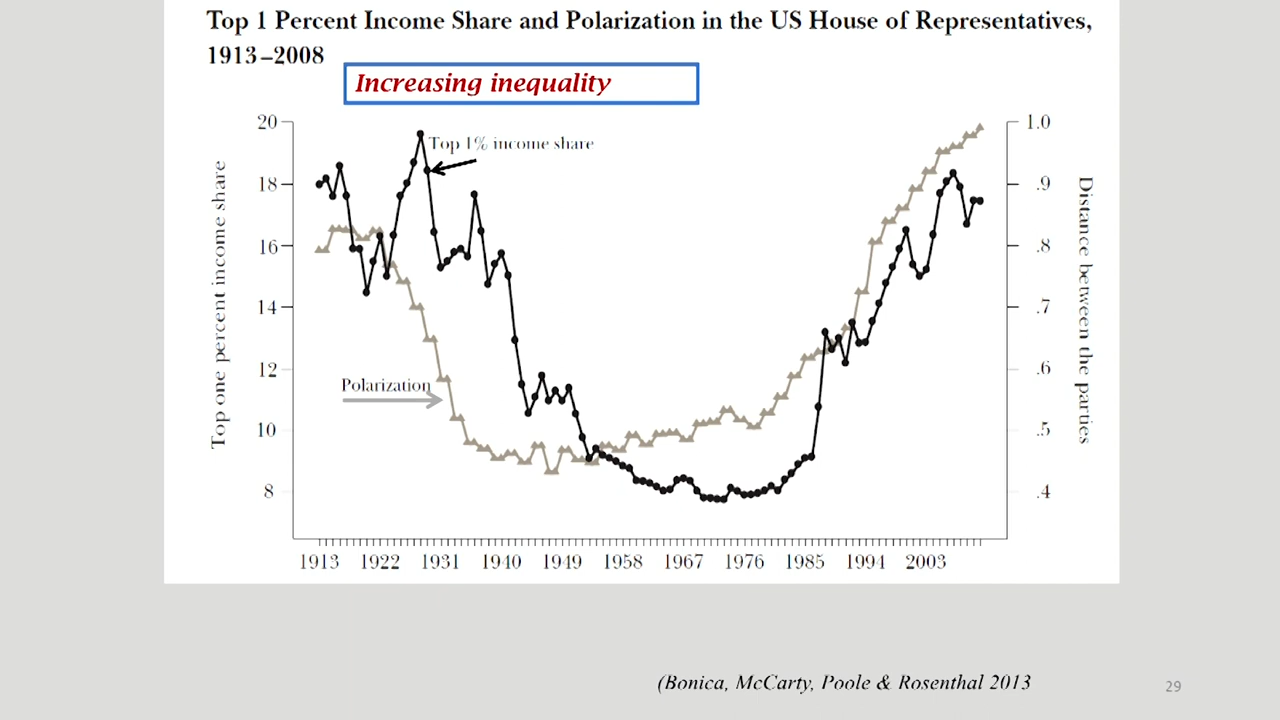 Top 1 Percent Income Share and Polarization in the US House of Representatives,
1913–2008
Increasing inequality
Top one percent income share
20
18
16
14
12
10
8
Top 1% income share
Polarization
1.0
.9
.8
.7
.6
.5
.4
Distance between the parties
1913 1922 1931 1940 1949 1958 1967 1976 1985 1994 2003
(Bonica, McCarty, Poole & Rosenthal 2013
29